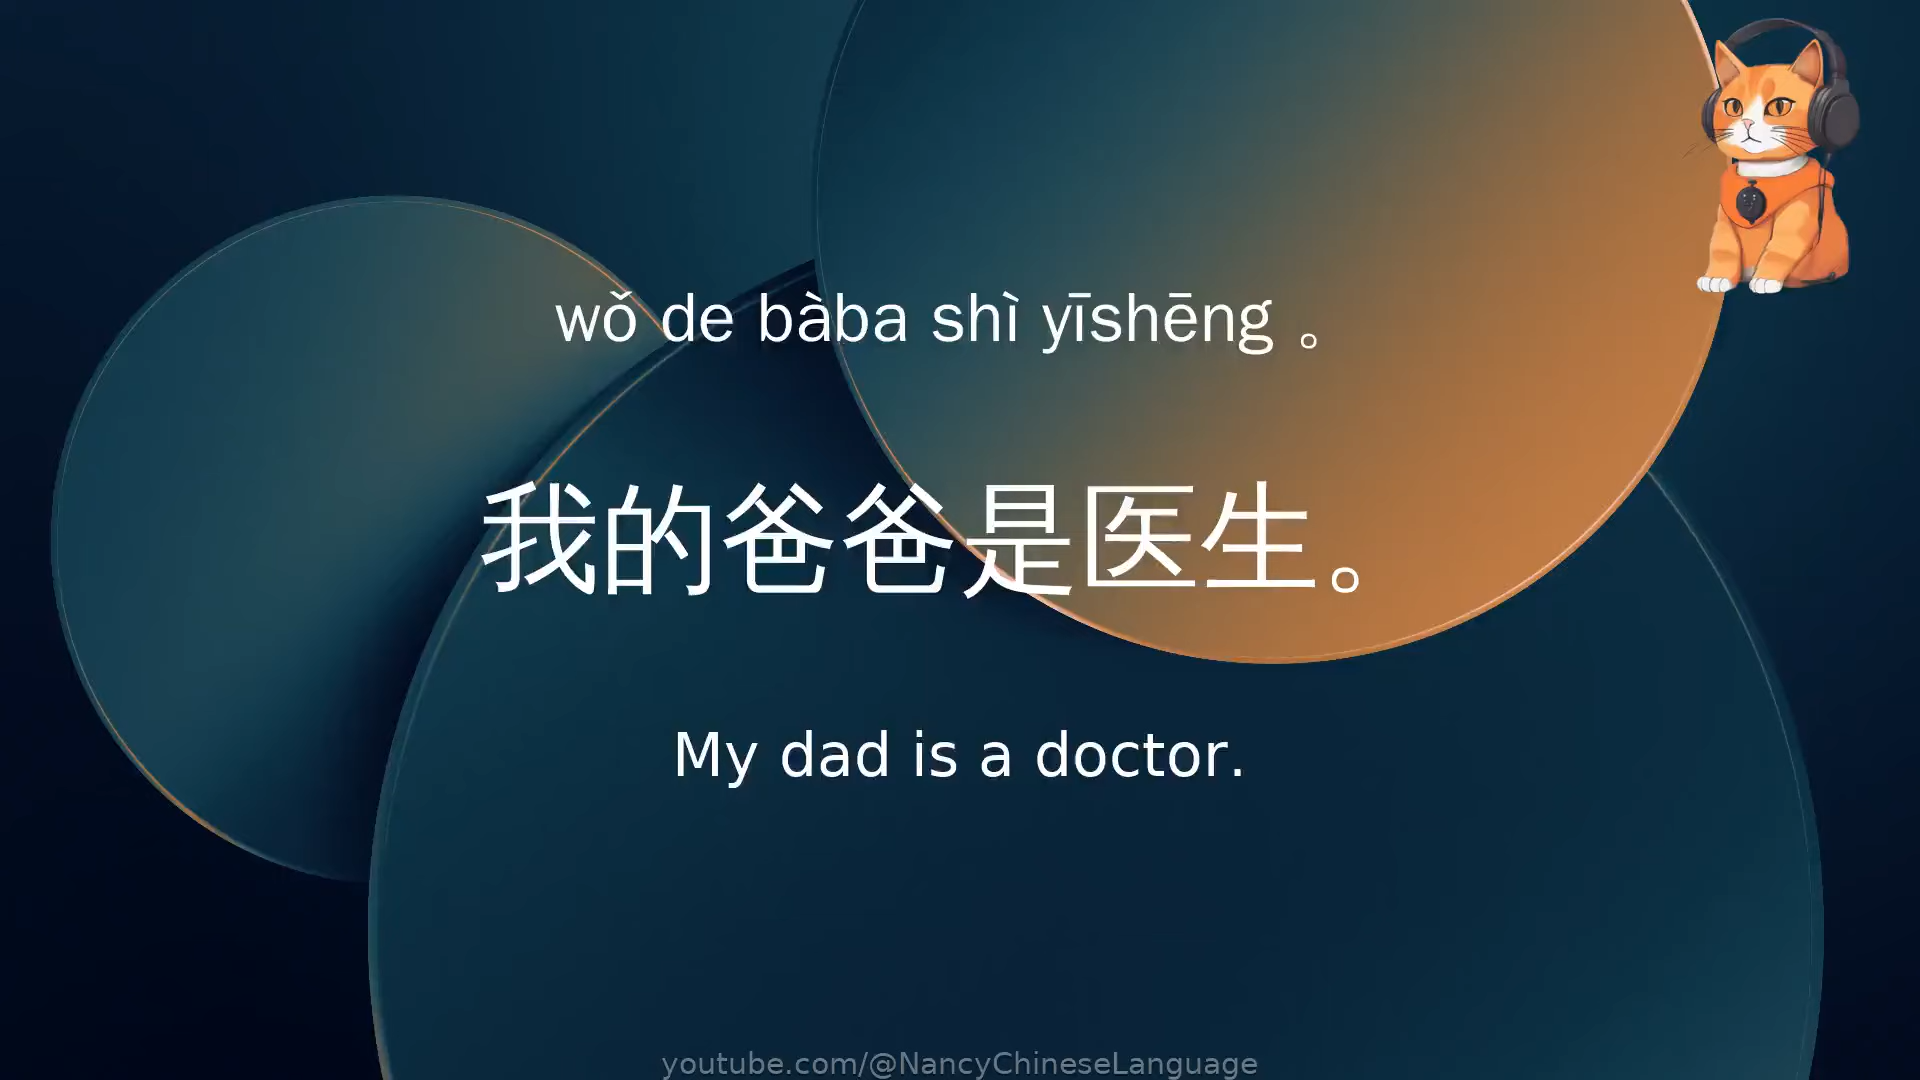 wǒ de bàba shì yīshēng 。
我的爸爸是医生。
My dad is a doctor.
youtube.com/@NancyChineseLanguage